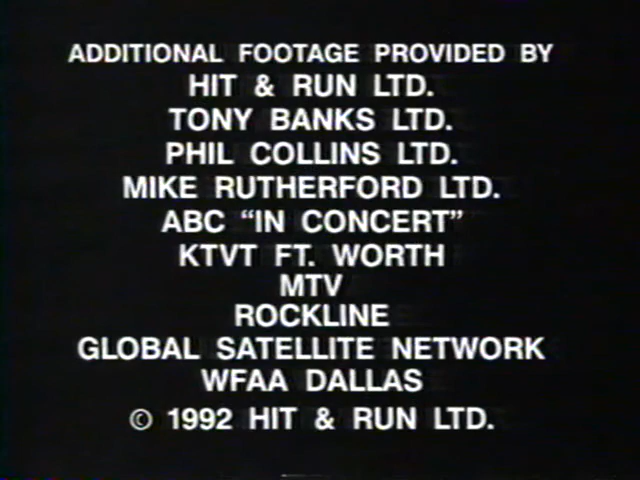 ADDITIONAL FOOTAGE PROVIDED BY
HIT & RUN LTD.
TONY BANKS LTD.
PHIL COLLINS LTD.
MIKE RUTHERFORD LTD.
ABC “IN CONCERT”
KTVT FT. WORTH
MTV
ROCKLINE
GLOBAL SATELLITE NETWORK
WFAA DALLAS
© 1992 HIT & RUN LTD.